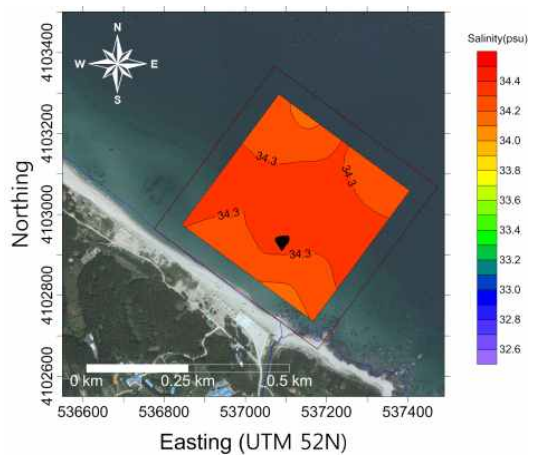 Salinity(psu)
34.4
34.2
34.0
33.8
33.6
33.4
33.2
33.0
32.8
32.6
N
W E
S
34.3
34.3
34.3
34.3
0 km 0.25 km 0.5 km
4103400
4103200
4103000
4102800
4102600
Northing
536600 536800 537000 537200 537400
Easting (UTM 52N)